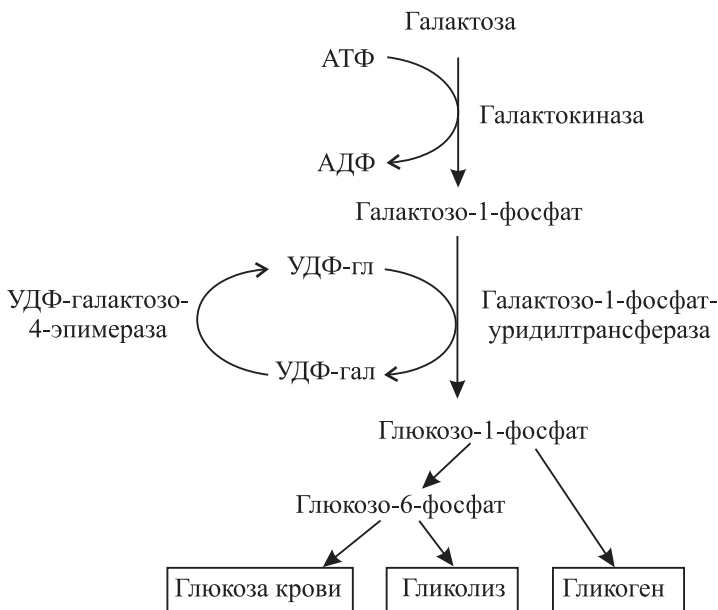 Галактоза
АТФ
Галактокиназа
АДФ
Галактозо-1-фосфат
УДФ-гл
УДФ-галактозо-
4-эпимераза
Галактозо-1-фосфат-
уридилтрансфераза
УДФ-гал
Глюкозо-1-фосфат
Глюкозо-6-фосфат
Глюкоза крови
Гликолиз
Гликоген